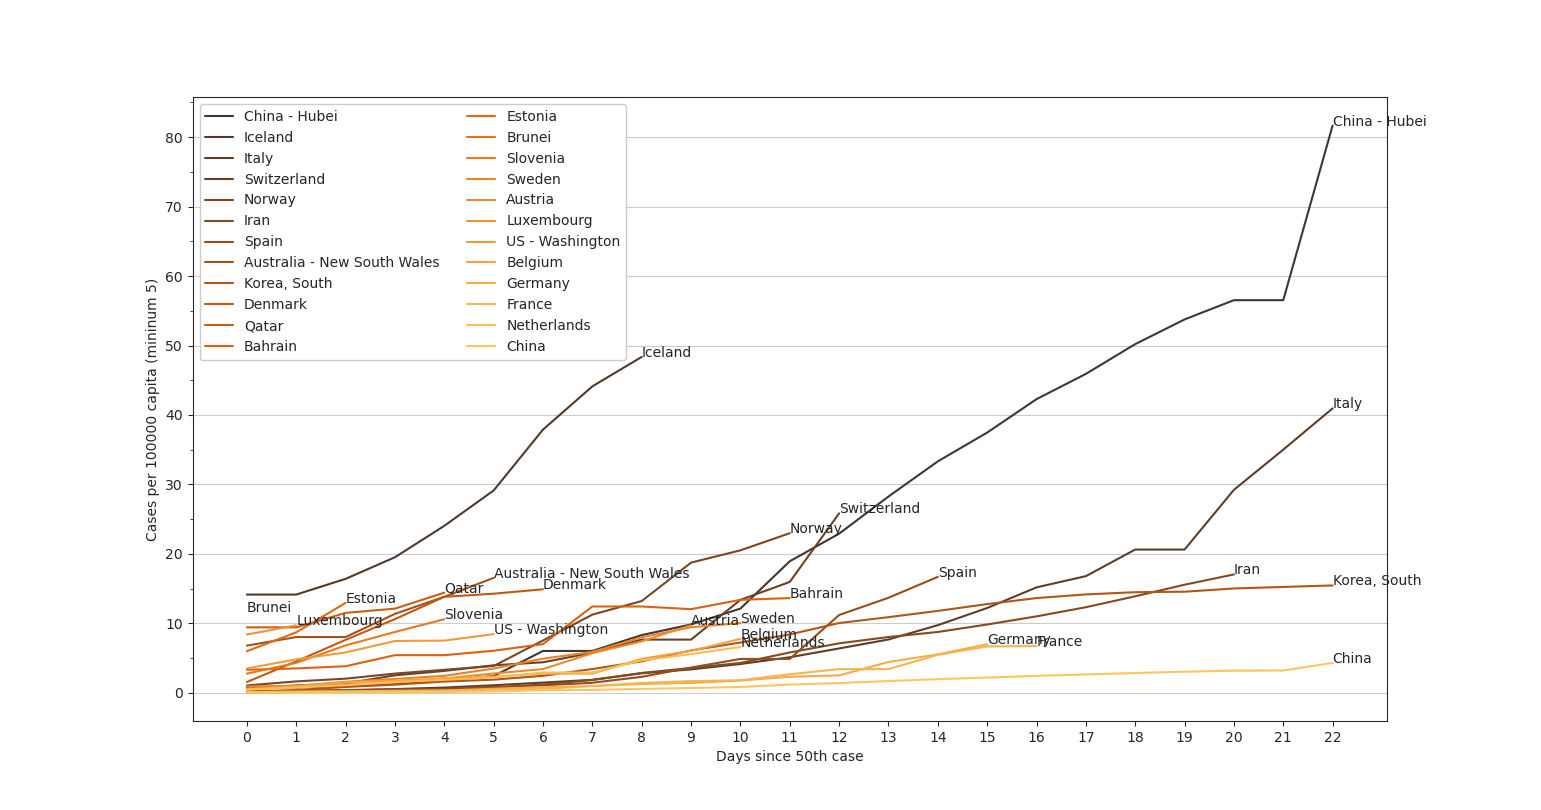 China - Hubei
Iceland
Italy
Switzerland
Norway
Iran
Spain
Australia - New South Wales
Korea, South
Denmark
Qatar
Bahrain
Estonia
Brunei
Slovenia
Sweden
Austria
Luxembourg
US - Washington
Belgium
Germany
France
Netherlands
China
Cases per 100000 capita (mininum 5)
80
70
60
50
40
30
20
10
0
China - Hubei
Iceland
Italy
Switzerland
Norway
Iran
Korea, South
Spain
Australia - New South Wales
Denmark
Qatar
Bahrain
Estonia
Brunei
Luxembourg
Slovenia
US - Washington
Austria
Sweden
Belgium
Netherlands
Germany
France
China
0 1 2 3 4 5 6 7 8 9 10 11 12 13 14 15 16 17 18 19 20 21 22
Days since 50th case